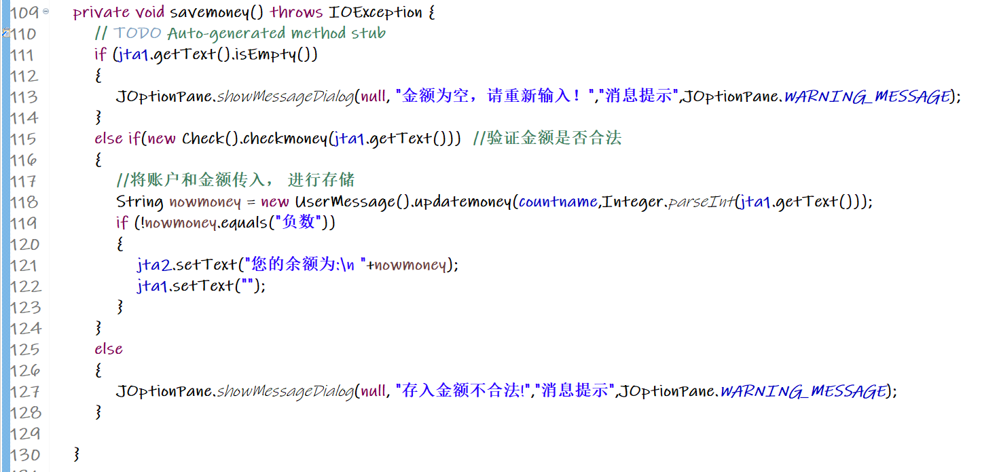 109 private void savemoney() throws IOException {
110 // TODO Auto-generated method stub
111 if (jta1.getText().isEmpty())
112 {
113 JOptionPane.showMessageDialog(null, "金额为空，请重新输入！","消息提示",JOptionPane.WARNING_MESSAGE);
114 }
115 else if(new Check().checkmoney(jta1.getText())) //验证金额是否合法
116 {
117 //将账户和金额传入， 进行存储
118 String nowmoney = new UserMessage().updatemoney(countname,Integer.parseInt(jta1.getText()));
119 if (!nowmoney.equals("负数"))
120 {
121 jta2.setText("您的余额为:\n "+nowmoney);
122 jta1.setText("");
123 }
124 }
125 else
126 {
127 JOptionPane.showMessageDialog(null, "存入金额不合法!","消息提示",JOptionPane.WARNING_MESSAGE);
128 }
129
130 }